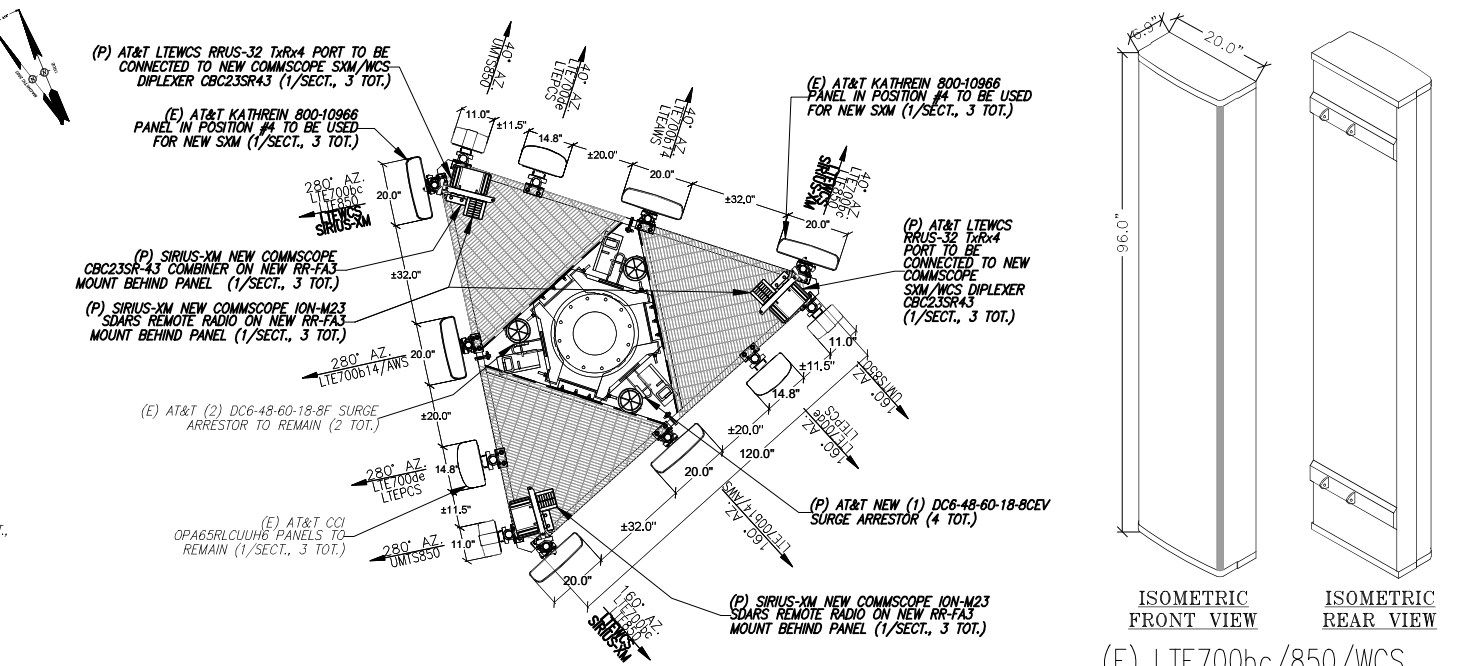 (P) AT&T LTEWCS RRUS-32 TxRx4 PORT TO BE
CONNECTED TO NEW COMMSCOPE SXM/WCS
DIPLEXER CBC23SR43 (1/SECT., 3 TOT.)
(E) AT&T KATHREIN 800-10966
PANEL IN POSITION #4 TO BE USED
FOR NEW SXM (1/SECT., 3 TOT.)
280° AZ.
LTE700bc
LTE850
LTEWCS
SIRIUS-XM
20.0"
(P) SIRIUS-XM NEW COMMSCOPE
CBC23SR-43 COMBINER ON NEW RR-FA3
MOUNT BEHIND PANEL (1/SECT., 3 TOT.)
±32.0"
(P) SIRIUS-XM NEW COMMSCOPE ION-M23
SDARS REMOTE RADIO ON NEW RR-FA3
MOUNT BEHIND PANEL (1/SECT., 3 TOT.)
280° AZ.
LTE700b14/AWS
20.0"
(E) AT&T (2) DC6-48-60-18-8F SURGE
ARRESTOR TO REMAIN (2 TOT.)
±20.0"
280° AZ.
LTE700de
LTEPCS
14.8"
(E) AT&T CCI
OPA65RLCUUH6 PANELS TO
REMAIN (1/SECT., 3 TOT.)
±11.5"
280° AZ.
UMTS850
11.0"
T.,
40° AZ.
UMTS850
11.0"
±11.5"
40° AZ.
LTE700de
LTEPCS
14.8"
±20.0"
40° AZ.
LTE700b14
LTEAWS
20.0"
±32.0"
(E) AT&T KATHREIN 800-10966
PANEL IN POSITION #4 TO BE USED
FOR NEW SXM (1/SECT., 3 TOT.)
40° AZ.
LTE700bc
LTE850
LTEWCS
SIRIUS-XM
20.0"
(P) AT&T LTEWCS
RRUS-32 TxRx4
PORT TO BE
CONNECTED TO NEW
COMMSCOPE
SXM/WCS DIPLEXER
CBC23SR43
(1/SECT., 3 TOT.)
11.0"
160° AZ.
UMTS850
±11.5"
14.8"
160° AZ.
LTE700de
LTEPCS
±20.0"
120.0"
20.0"
160° AZ.
LTE700b14/AWS
(P) AT&T NEW (1) DC6-48-60-18-8CEV
SURGE ARRESTOR (4 TOT.)
±32.0"
20.0"
160° AZ.
LTE700bc
LTE850
LTEWCS
SIRIUS-XM
(P) SIRIUS-XM NEW COMMSCOPE ION-M23
SDARS REMOTE RADIO ON NEW RR-FA3
MOUNT BEHIND PANEL (1/SECT., 3 TOT.)
6.9"
20.0"
96.0"
ISOMETRIC
FRONT VIEW
ISOMETRIC
REAR VIEW
(E) LTE700bc/850/WCS